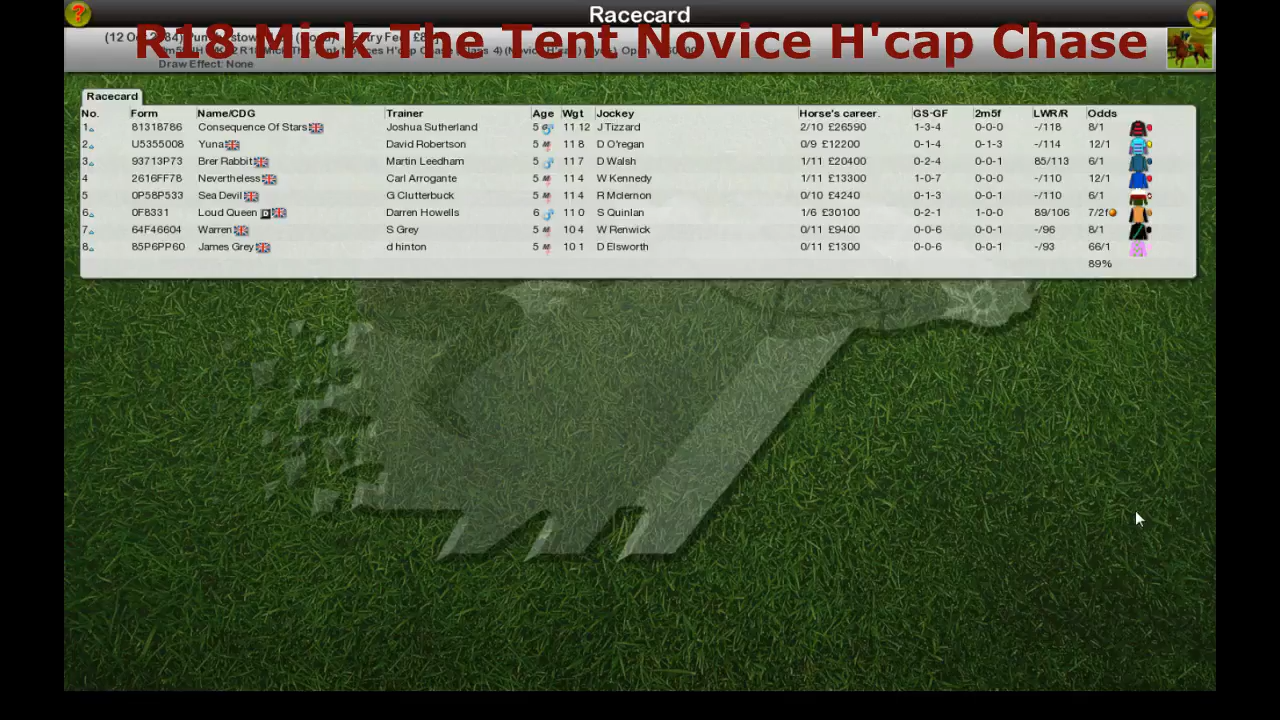 Racecard
R18 Mick The Tent Novice H'cap Chase
Draw Effect: None
Racecard
No. Form Name/CDG Trainer Age Wgt Jockey Horse's career. GS-GF 2m5f LWR/R Odds
1 81318786 Consequence Of Stars Joshua Sutherland 5 11 12 J Tizzard 2/10 £26590 1-3-4 0-0-0 -/118 8/1
2 U5355008 Yuna David Robertson 5 11 8 D O'regan 0/9 £12200 0-1-4 0-1-3 -/114 12/1
3 93713P73 Brer Rabbit Martin Leedham 5 11 7 D Walsh 1/11 £20400 0-2-4 0-0-1 85/113 6/1
4 2616FF78 Nevertheless Carl Arrogante 5 11 4 W Kennedy 1/11 £13300 1-0-7 0-0-0 -/110 12/1
5 0P58P533 Sea Devil G Clutterbuck 5 11 4 R Mclernon 0/10 £4240 0-1-3 0-0-1 -/110 6/1
6 0F8331 Loud Queen D Darren Howells 6 11 0 S Quinlan 1/6 £30100 0-2-1 1-0-0 89/106 7/2f
7 64F46604 Warren S Grey 5 10 4 W Renwick 0/11 £9400 0-0-6 0-0-1 -/96 8/1
8 85P6PP60 James Grey d hinton 5 10 1 D Elsworth 0/11 £1300 0-0-6 0-0-1 -/93 66/1
89%